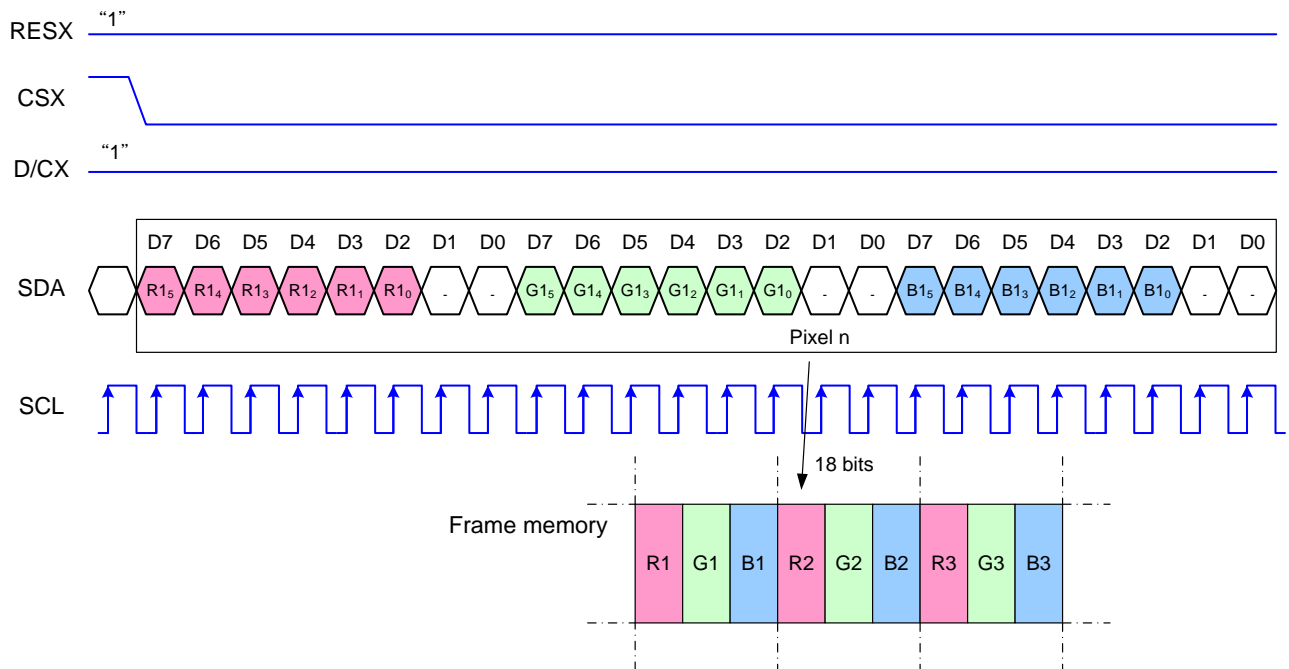 “1”
RESX
CSX
“1”
D/CX
D7 D6 D5 D4 D3 D2 D1 D0 D7 D6 D5 D4 D3 D2 D1 D0 D7 D6 D5 D4 D3 D2 D1 D0
SDA R1₅ R1₄ R1₃ R1₂ R1₁ R1₀ - - G1₅ G1₄ G1₃ G1₂ G1₁ G1₀ - - B1₅ B1₄ B1₃ B1₂ B1₁ B1₀ - -
Pixel n
SCL
18 bits
Frame memory
R1 G1 B1 R2 G2 B2 R3 G3 B3